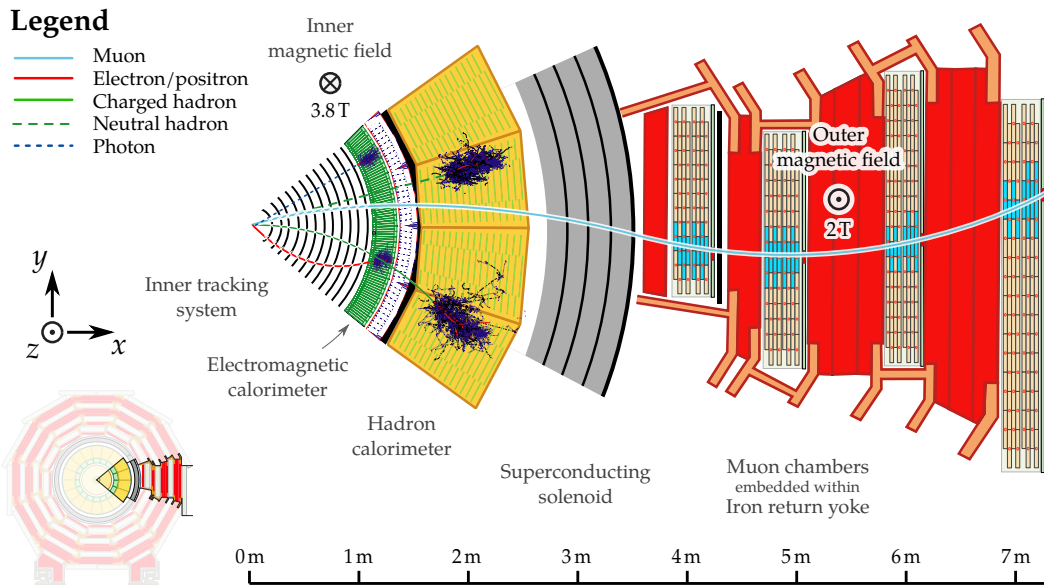 Legend
Muon
Electron/positron
Charged hadron
Neutral hadron
Photon
Inner
magnetic field
3.8 T
Outer
magnetic field
2 T
y
z
x
Inner tracking
system
Electromagnetic
calorimeter
Hadron
calorimeter
Superconducting
solenoid
Muon chambers
embedded within
Iron return yoke
0 m
1 m
2 m
3 m
4 m
5 m
6 m
7 m